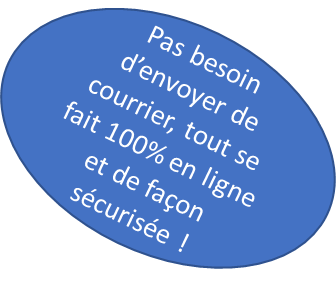 Pas besoin
d’envoyer de
courrier, tout se
fait 100% en ligne
et de façon
sécurisée !